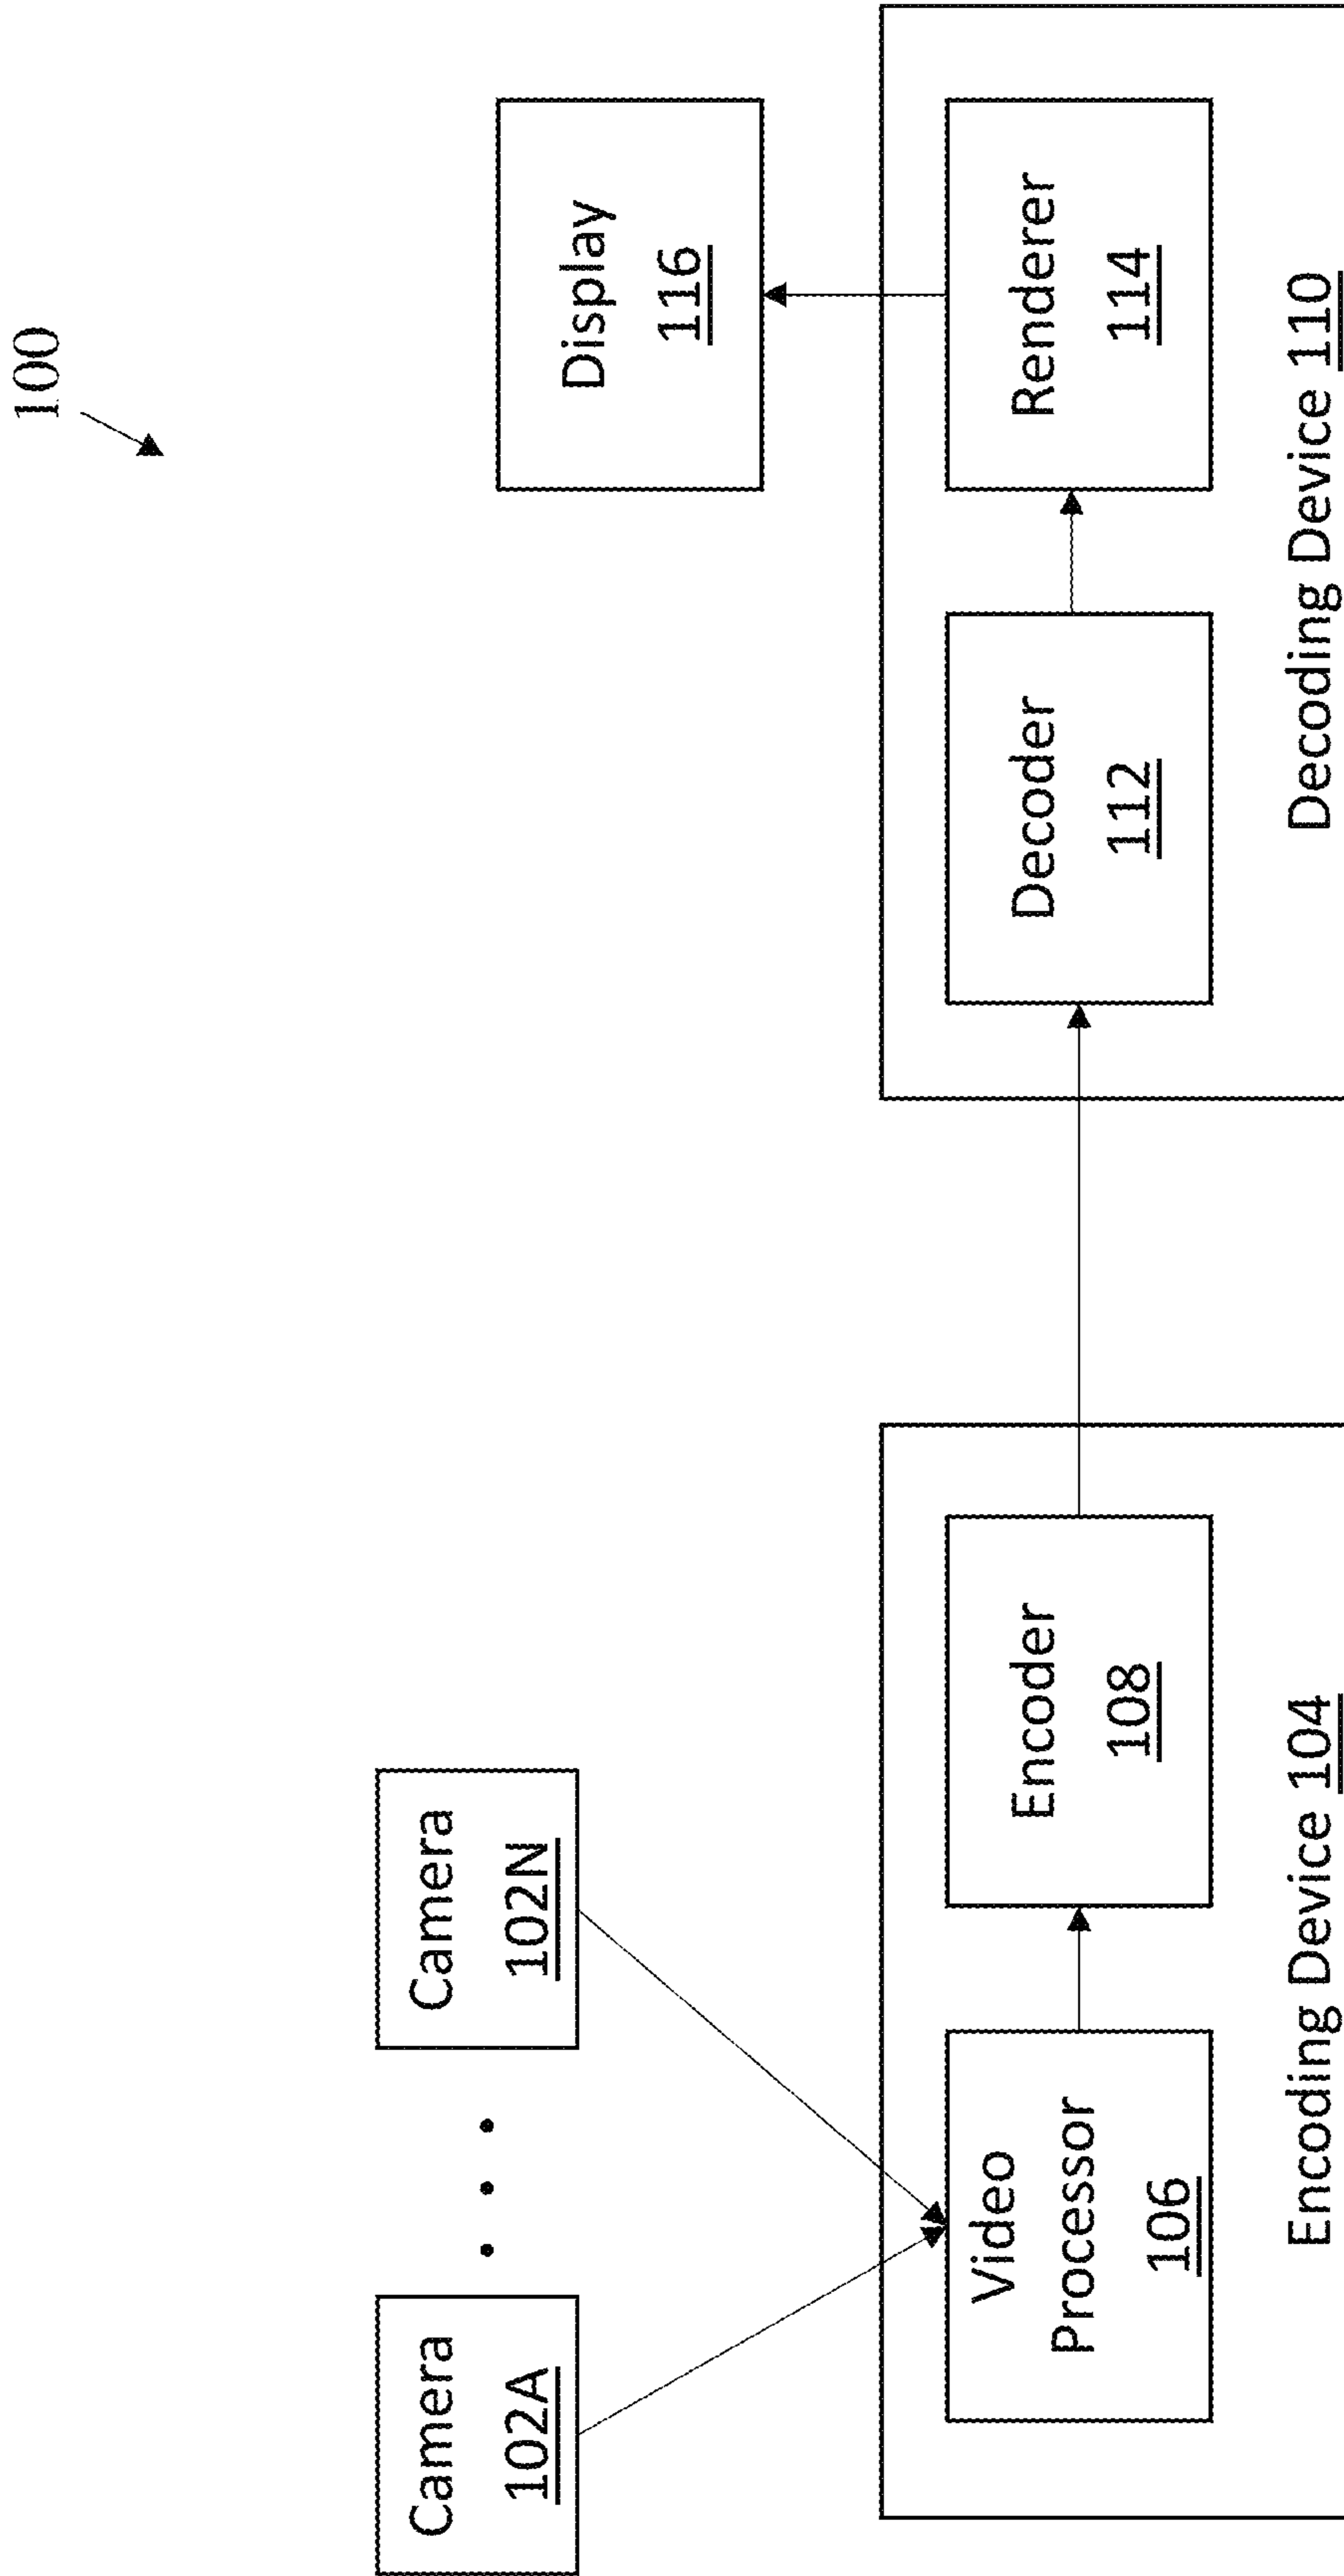 100
Camera
102A
Camera
102N
Display
116
Video
Processor
106
Encoder
108
Decoder
112
Renderer
114
Encoding Device 104
Decoding Device 110